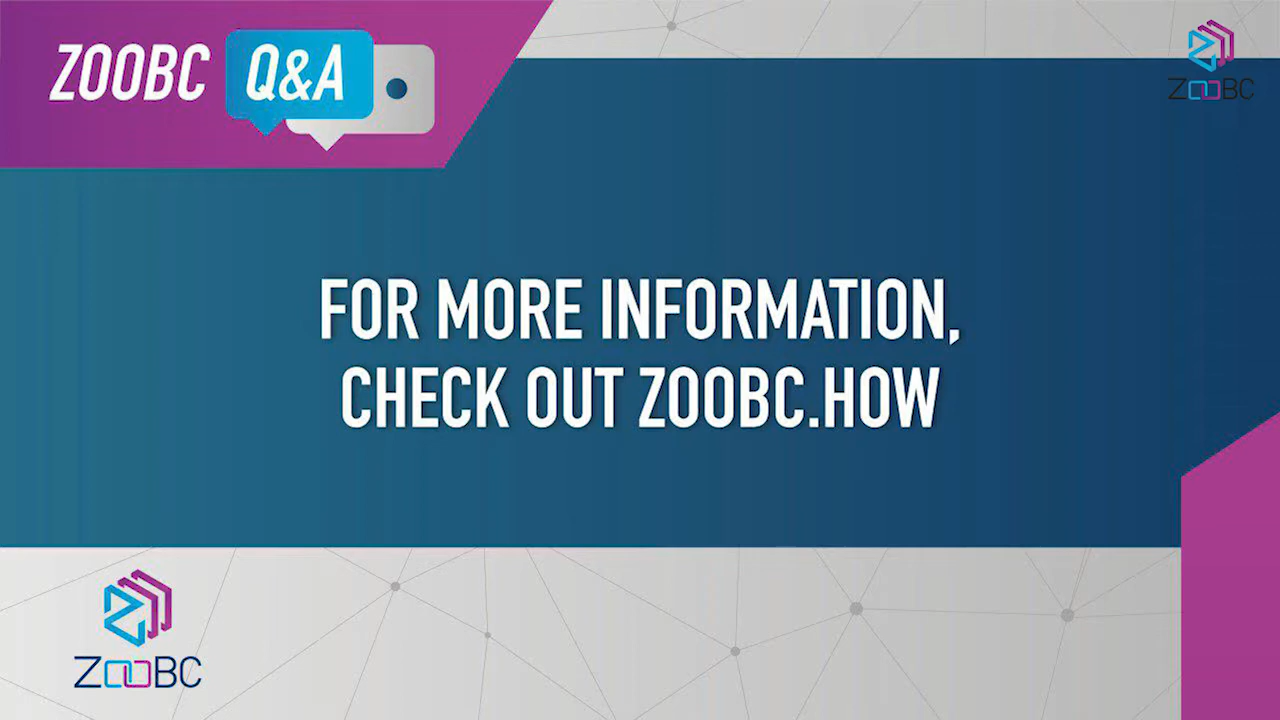 ZOOBC Q&A
ZOOBC
FOR MORE INFORMATION,
CHECK OUT ZOOBC.HOW
ZOOBC